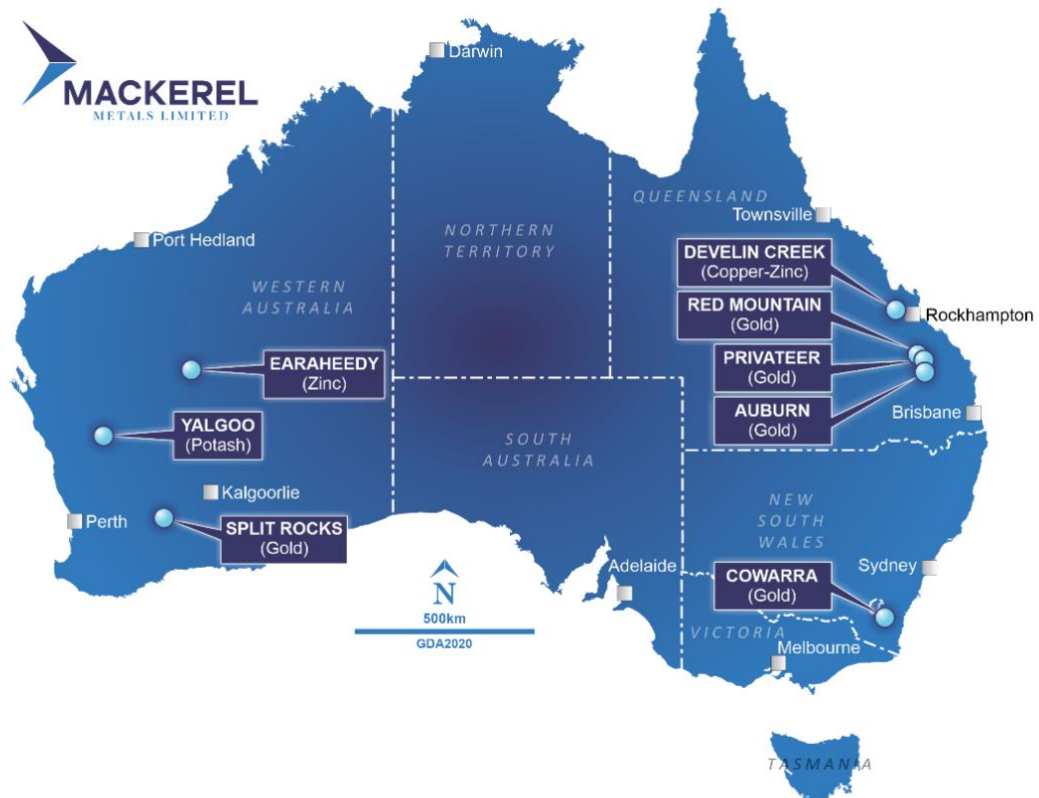 MACKEREL
METALS LIMITED
Darwin
QUEENSLAND
Townsville
Port Hedland
NORTHERN
TERRITORY
DEVELIN CREEK
(Copper-Zinc)
WESTERN
AUSTRALIA
RED MOUNTAIN
(Gold)
Rockhampton
EARAHEEDY
(Zinc)
PRIVATEER
(Gold)
AUBURN
(Gold)
Brisbane
YALGOO
(Potash)
SOUTH
AUSTRALIA
Kalgoorlie
NEW
SOUTH
WALES
Perth
SPLIT ROCKS
(Gold)
Adelaide
Sydney
COWARRA
(Gold)
N
500km
GDA2020
VICTORIA
Melbourne
TASMANIA